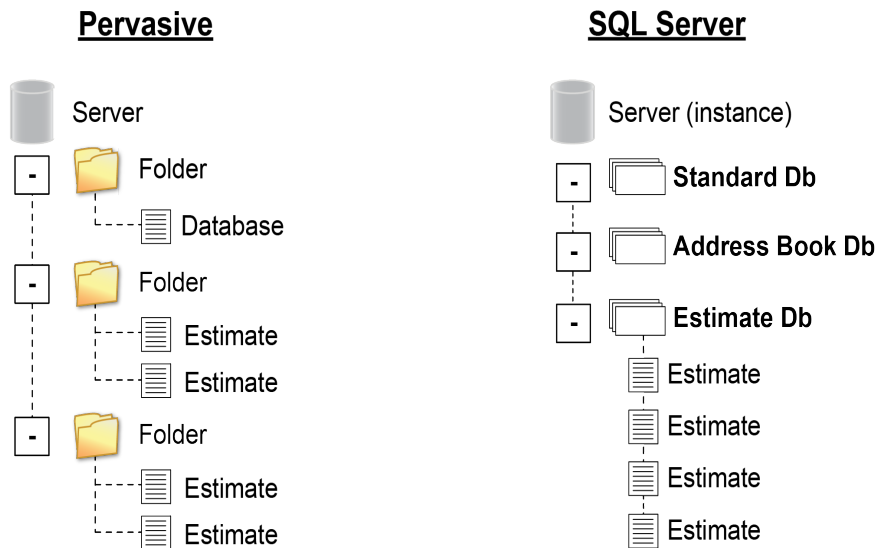 Pervasive
Server
- Folder
Database
- Folder
Estimate
Estimate
- Folder
Estimate
Estimate
SQL Server
Server (instance)
- Standard Db
- Address Book Db
- Estimate Db
Estimate
Estimate
Estimate
Estimate